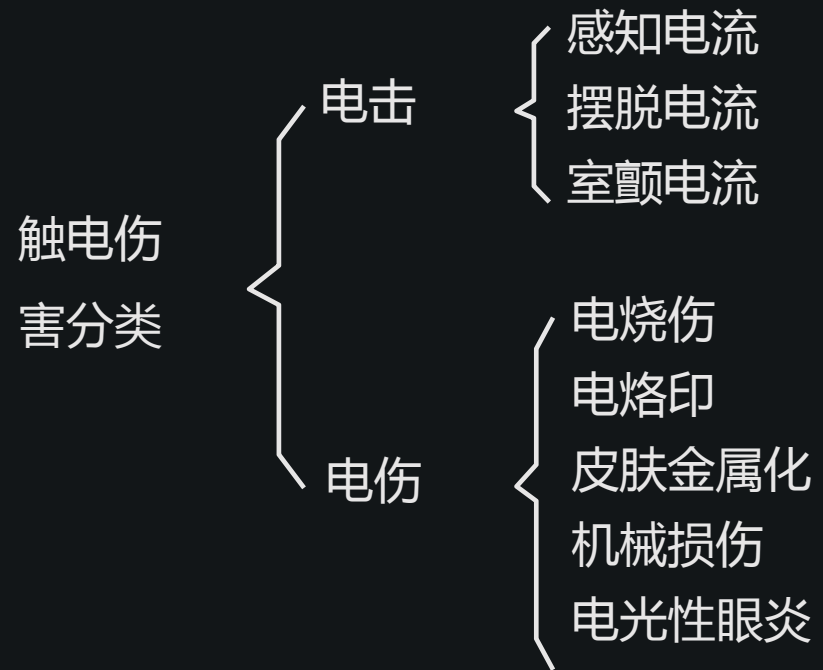 触电伤
害分类
电击
感知电流
摆脱电流
室颤电流
电伤
电烧伤
电烙印
皮肤金属化
机械损伤
电光性眼炎